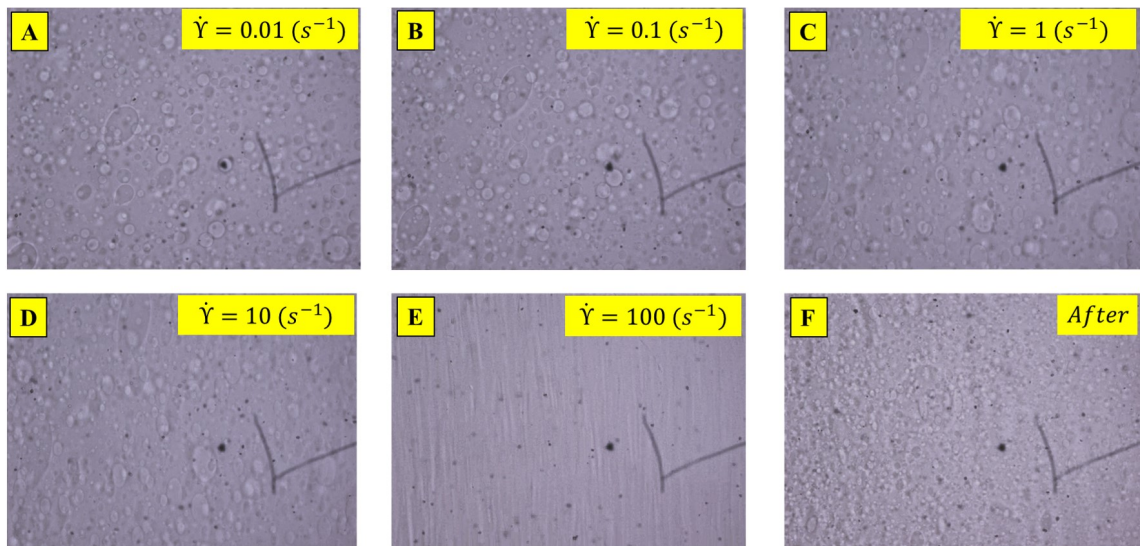 A
Ϋ = 0.01 (s⁻¹)
B
Ϋ = 0.1 (s⁻¹)
C
Ϋ = 1 (s⁻¹)
D
Ϋ = 10 (s⁻¹)
E
Ϋ = 100 (s⁻¹)
F
After